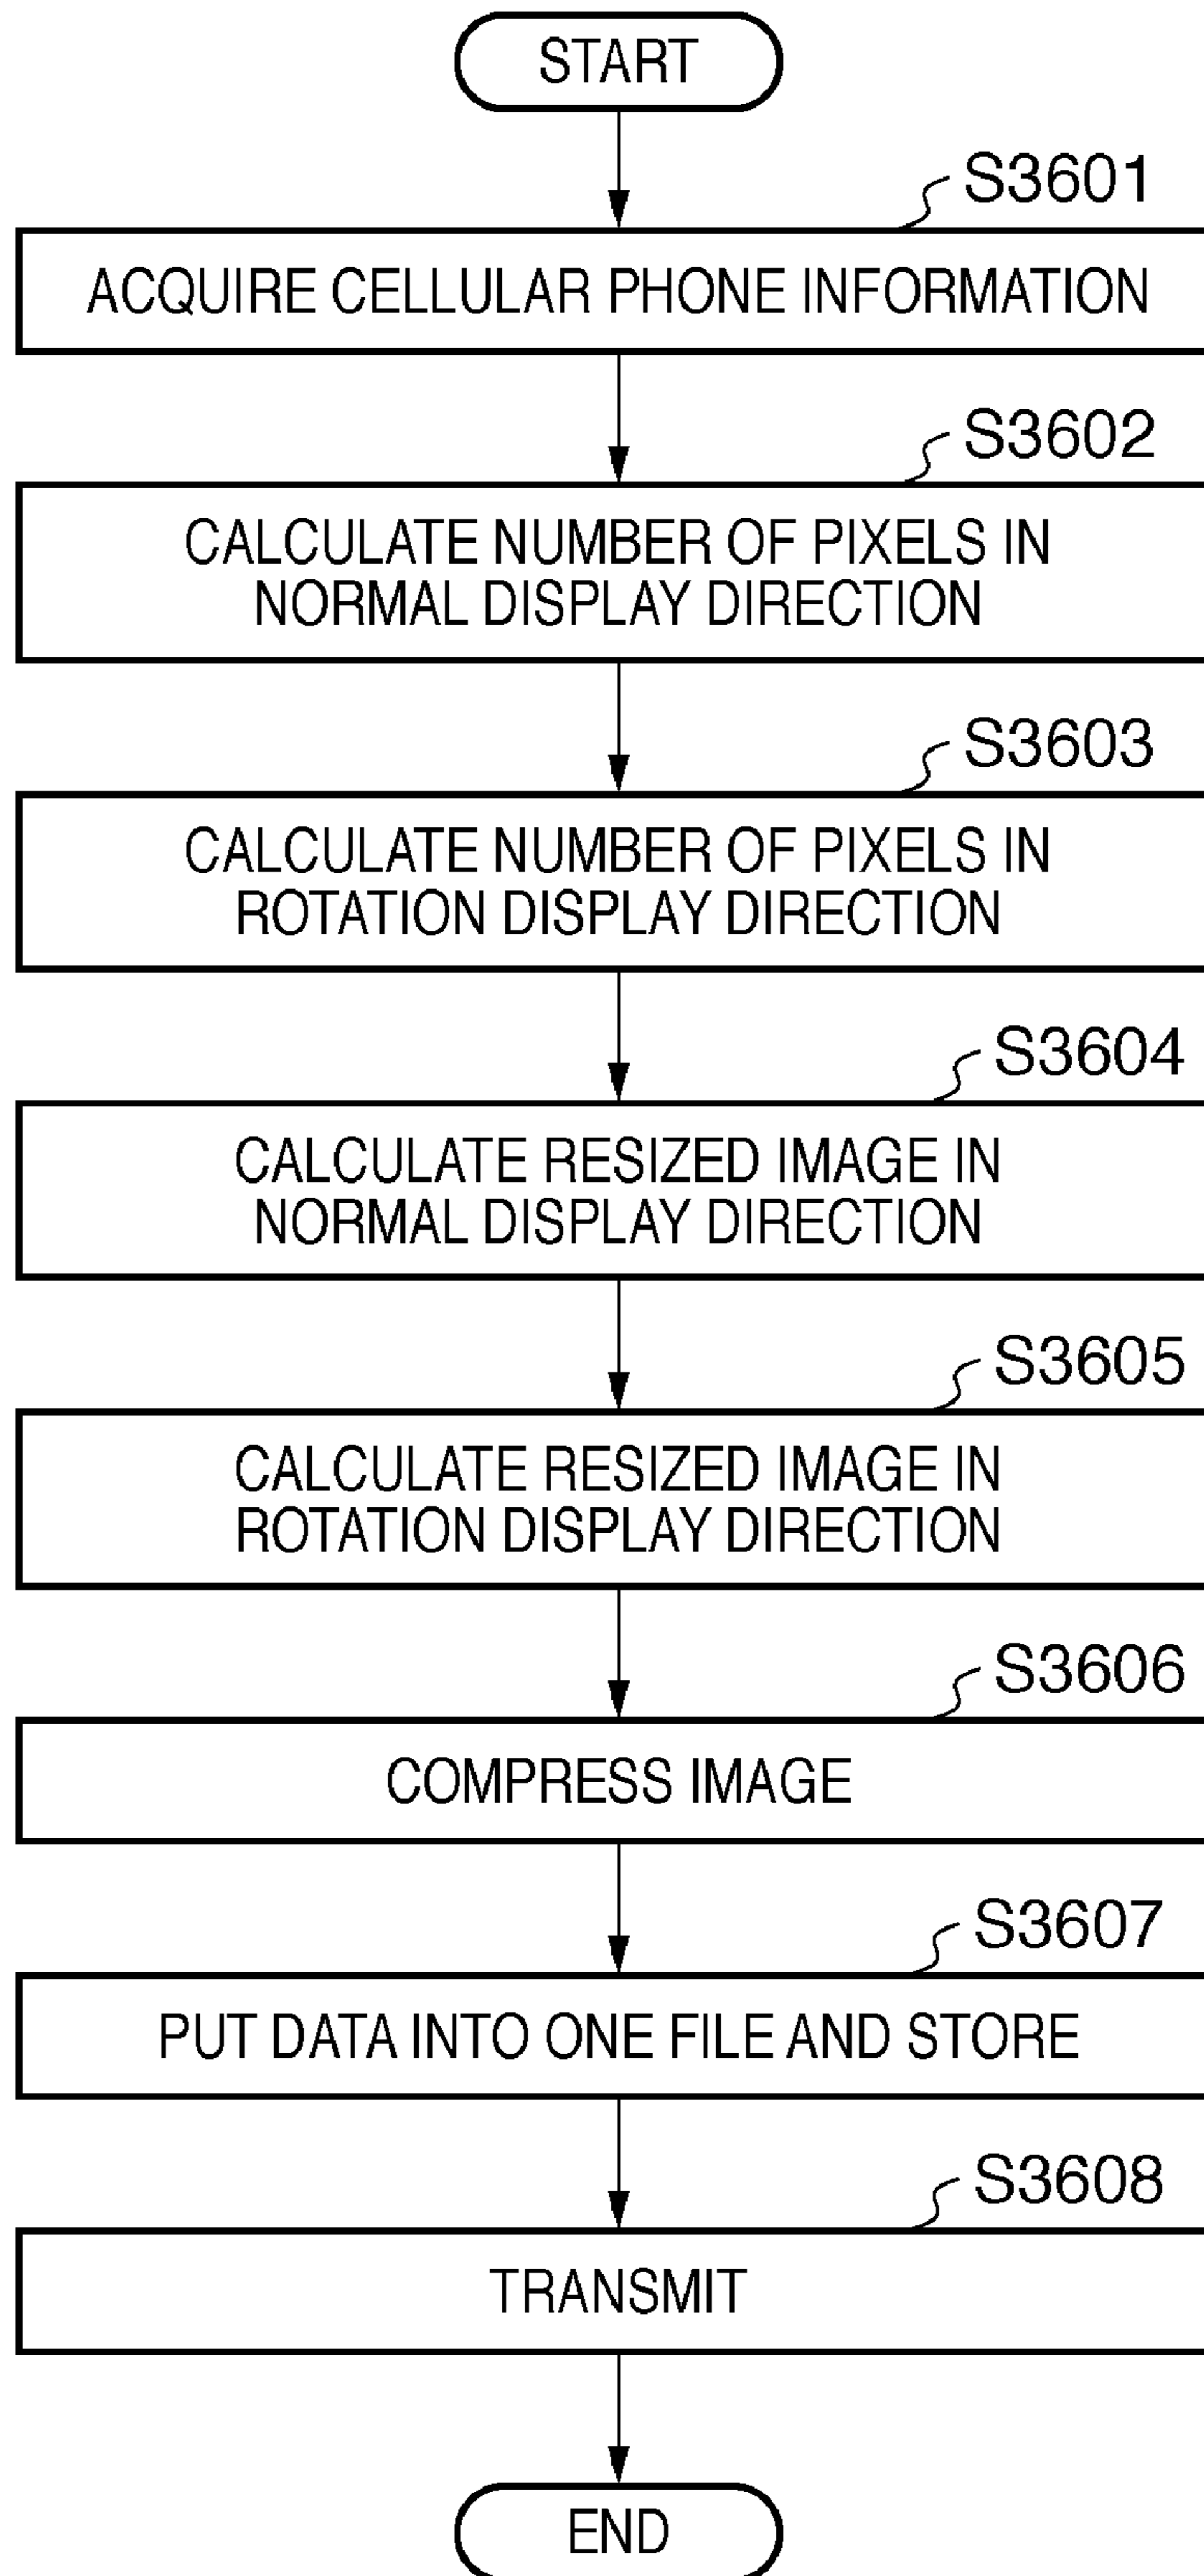 START
S3601
ACQUIRE CELLULAR PHONE INFORMATION
S3602
CALCULATE NUMBER OF PIXELS IN
NORMAL DISPLAY DIRECTION
S3603
CALCULATE NUMBER OF PIXELS IN
ROTATION DISPLAY DIRECTION
S3604
CALCULATE RESIZED IMAGE IN
NORMAL DISPLAY DIRECTION
S3605
CALCULATE RESIZED IMAGE IN
ROTATION DISPLAY DIRECTION
S3606
COMPRESS IMAGE
S3607
PUT DATA INTO ONE FILE AND STORE
S3608
TRANSMIT
END